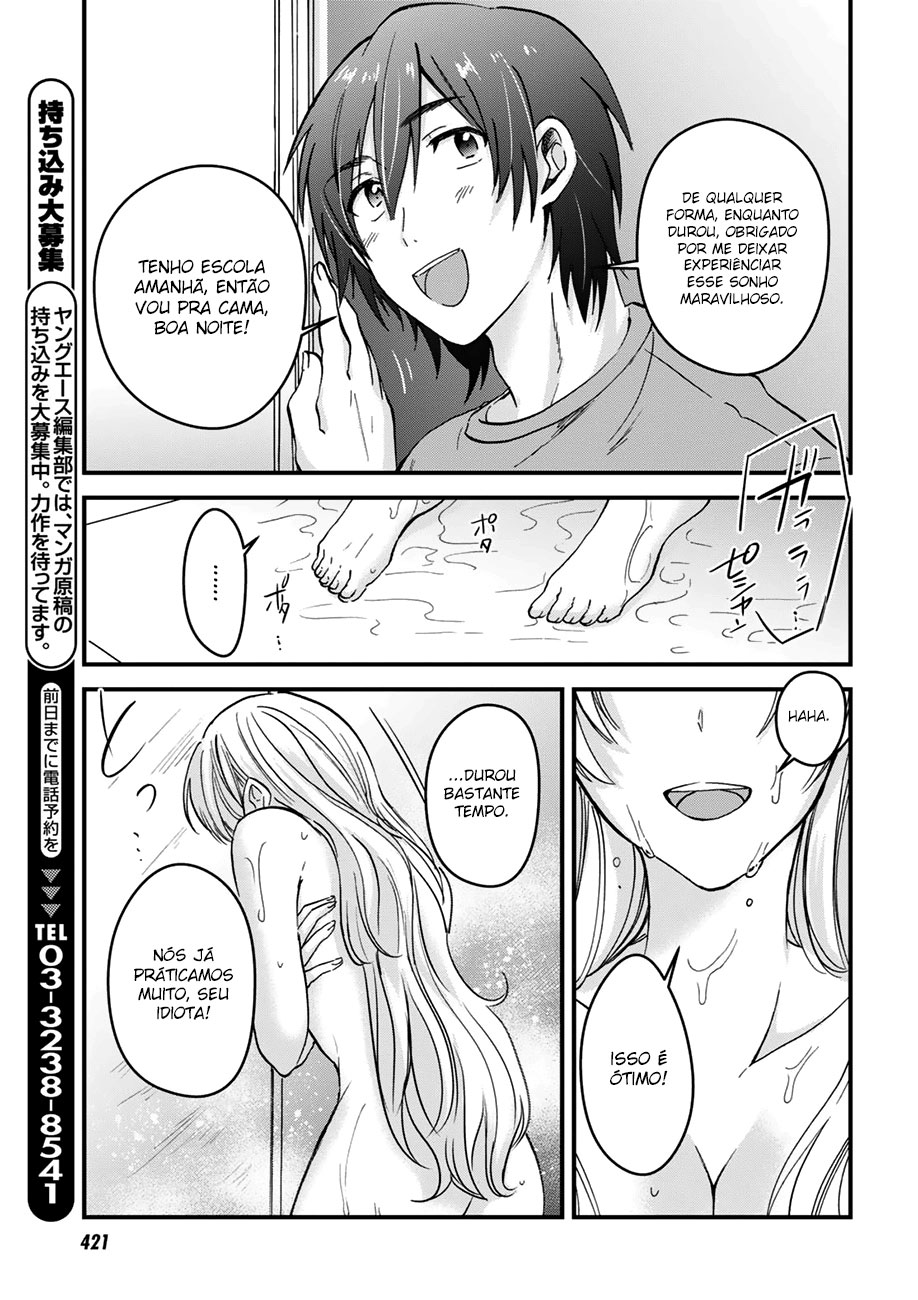 DE QUALQUER
FORMA, ENQUANTO
DUROU, OBRIGADO
POR ME DEIXAR
EXPERIÊNCIAR
ESSE SONHO
MARAVILHOSO.
TENHO ESCOLA
AMANHÃ, ENTÃO
VOU PRA CAMA,
BOA NOITE!
ピシャン…
ポタ
ポタ…
........
HAHA.
ISSO É
ÓTIMO!
...DUROU
BASTANTE
TEMPO.
NÓS JÁ
PRÁTICAMOS
MUITO, SEU
IDIOTA!
持ち込み大募集
ヤングエース編集部では、マンガ原稿の
持ち込みを大募集中。力作を待ってます。
前日までに電話予約を
▼▼▼
TEL
03-3238-8541
421